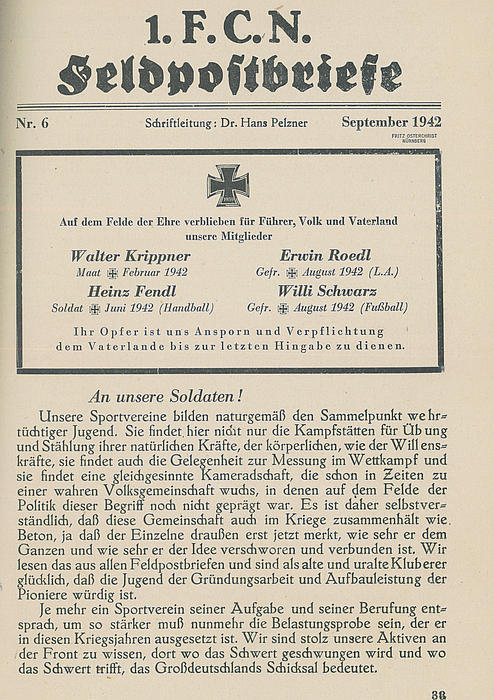 1. F. C. N.
Feldpostbriefe
Nr. 6 Schriftleitung: Dr. Hans Pelzner September 1942
FRITZ OSTERCHRIST
NÜRNBERG
Auf dem Felde der Ehre verblieben für Führer, Volk und Vaterland
unsere Mitglieder
Walter Krippner Erwin Roedl
Maat Februar 1942 Gefr. August 1942 (L.A.)
Heinz Fendl Willi Schwarz
Soldat Juni 1942 (Handball) Gefr. August 1942 (Fußball)
Ihr Opfer ist uns Ansporn und Verpflichtung
dem Vaterlande bis zur letzten Hingabe zu dienen.
An unsere Soldaten!
Unsere Sportvereine bilden naturgemäß den Sammelpunkt wehr-
tüchtiger Jugend. Sie findet hier nicht nur die Kampfstätten für Übung
und Stählung ihrer natürlichen Kräfte, der körperlichen, wie der Willens-
kräfte, sie findet auch die Gelegenheit zur Messung im Wettkampf und
sie findet eine gleichgesinnte Kameradschaft, die schon in Zeiten zu
einer wahren Volksgemeinschaft wuchs, in denen auf dem Felde der
Politik dieser Begriff noch nicht geprägt war. Es ist daher selbstver-
ständlich, daß diese Gemeinschaft auch im Kriege zusammenhält wie
Beton, ja daß der Einzelne draußen erst jetzt merkt, wie sehr er dem
Ganzen und wie sehr er der Idee verschworen und verbunden ist. Wir
lesen das aus allen Feldpostbriefen und sind als alte und uralte Kluberer
glücklich, daß die Jugend der Gründungsarbeit und Aufbauleistung der
Pioniere würdig ist.
Je mehr ein Sportverein seiner Aufgabe und seiner Berufung ent-
sprach, um so stärker muß nunmehr die Belastungsprobe sein, der er
in diesen Kriegsjahren ausgesetzt ist. Wir sind stolz unsere Aktiven an
der Front zu wissen, dort wo das Schwert geschwungen wird und wo
das Schwert trifft, das Großdeutschlands Schicksal bedeutet.